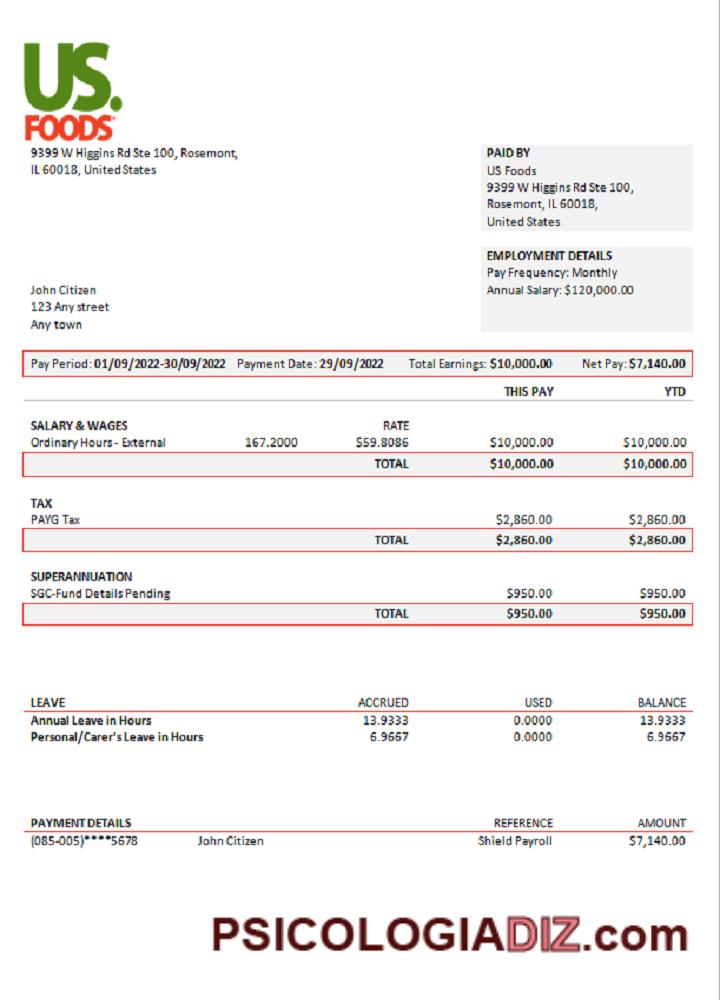 US.
FOODS
9399 W Higgins Rd Ste 100, Rosemont,
IL 60018, United States
PAID BY
US Foods
9399 W Higgins Rd Ste 100,
Rosemont, IL 60018,
United States
EMPLOYMENT DETAILS
Pay Frequency: Monthly
Annual Salary: $120,000.00
John Citizen
123 Any street
Any town
Pay Period: 01/09/2022-30/09/2022 Payment Date: 29/09/2022 Total Earnings: $10,000.00 Net Pay: $7,140.00
THIS PAY YTD
SALARY & WAGES RATE
Ordinary Hours - External 167.2000 $59.8086 $10,000.00 $10,000.00
TOTAL $10,000.00 $10,000.00
TAX
PAYG Tax $2,860.00 $2,860.00
TOTAL $2,860.00 $2,860.00
SUPERANNUATION
SGC-Fund Details Pending $950.00 $950.00
TOTAL $950.00 $950.00
LEAVE ACCRUED USED BALANCE
Annual Leave in Hours 13.9333 0.0000 13.9333
Personal/Carer's Leave in Hours 6.9667 0.0000 6.9667
PAYMENT DETAILS REFERENCE AMOUNT
(085-005)****5678 John Citizen Shield Payroll $7,140.00
PSICOLOGIADIZ.com